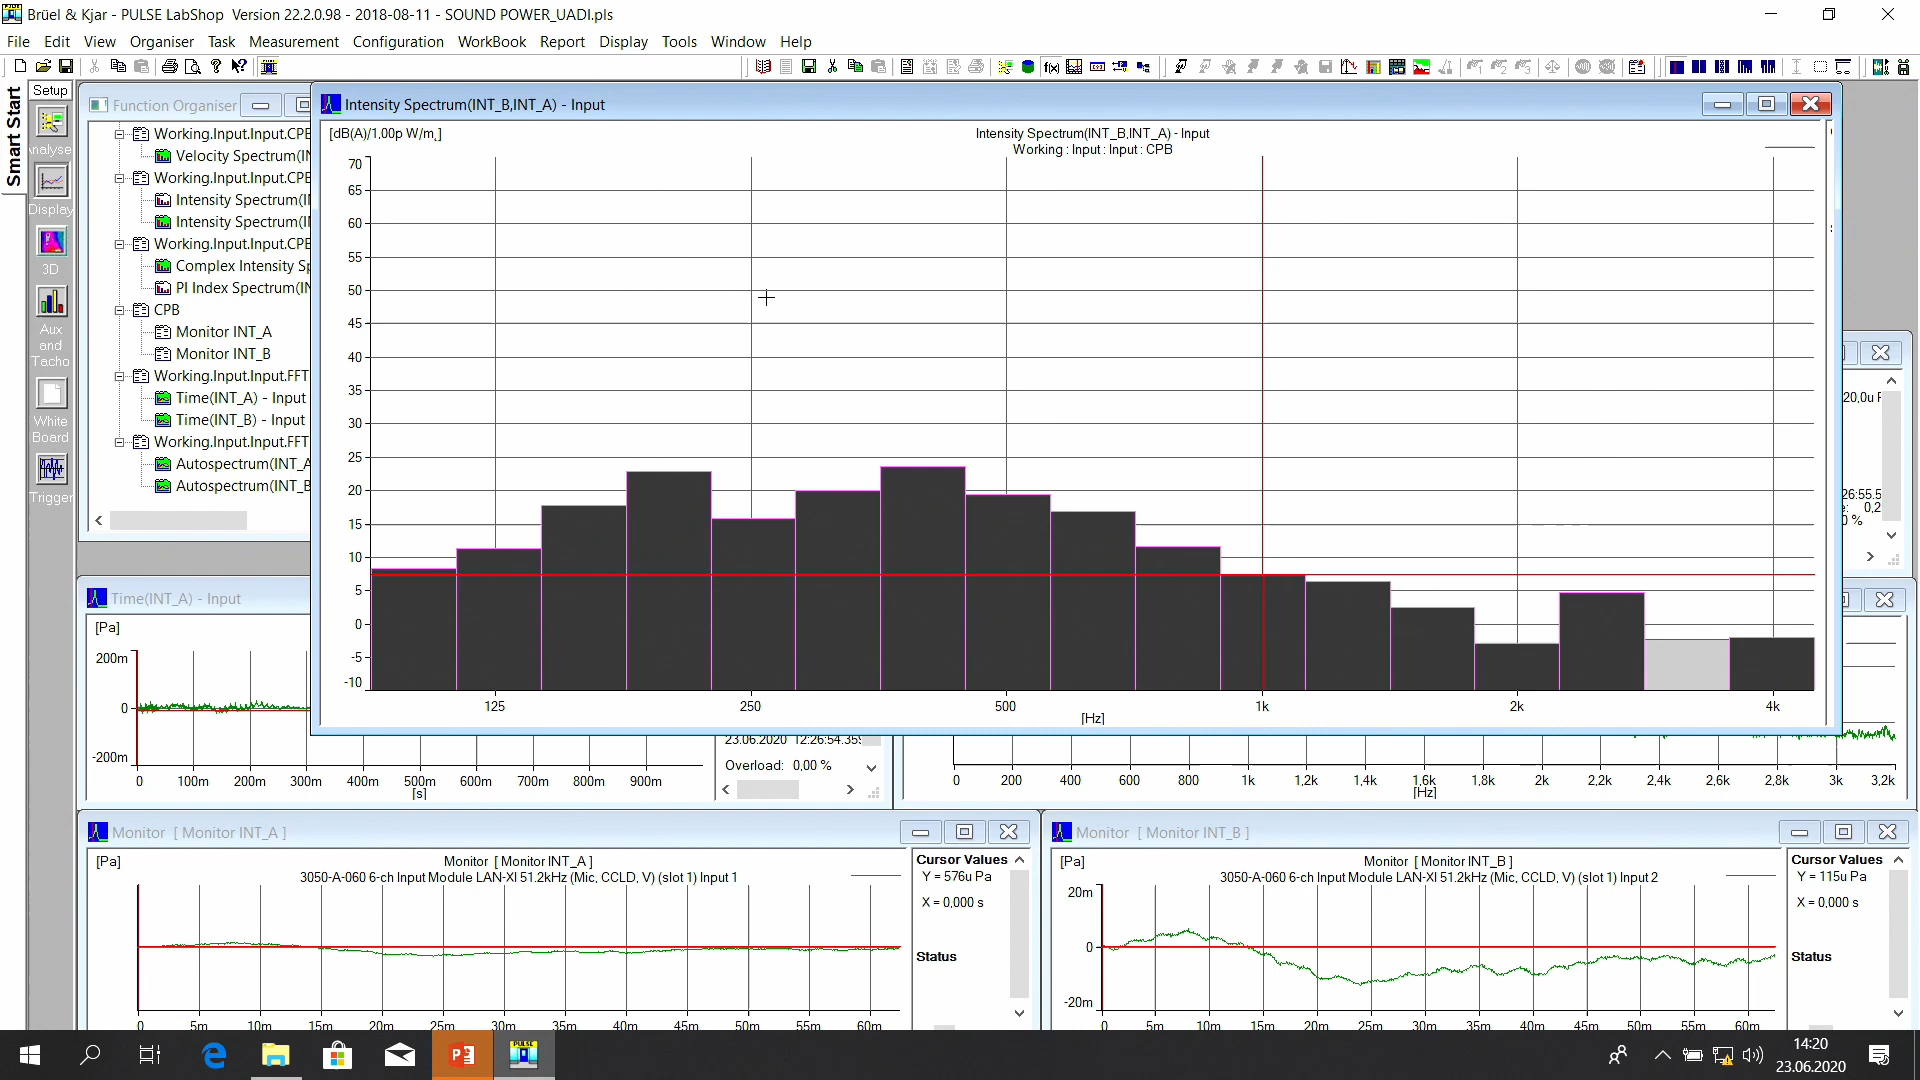 Brüel & Kjar - PULSE LabShop Version 22.2.0.98 - 2018-08-11 - SOUND POWER_UADI.pls
File Edit View Organiser Task Measurement Configuration WorkBook Report Display Tools Window Help
Smart Start
Setup
Analyse
Display
3D
Aux
and
Tacho
White
Board
Trigger
Function Organiser
Working.Input.Input.CPB
Velocity Spectrum(IN
Working.Input.Input.CPB
Intensity Spectrum(I
Intensity Spectrum(I
Working.Input.Input.CPB
Complex Intensity Sp
PI Index Spectrum(IN
CPB
Monitor INT_A
Monitor INT_B
Working.Input.Input.FFT
Time(INT_A) - Input
Time(INT_B) - Input
Working.Input.Input.FFT
Autospectrum(INT_A
Autospectrum(INT_B
Intensity Spectrum(INT_B,INT_A) - Input
[dB(A)/1,00p W/m,]
Intensity Spectrum(INT_B,INT_A) - Input
Working : Input : Input : CPB
70
65
60
55
50
45
40
35
30
25
20
15
10
5
0
-5
-10
125 250 500 1k 2k 4k
[Hz]
20,0u
26:55.5
0,2
%
Time(INT_A) - Input
[Pa]
200m
0
-200m
0 100m 200m 300m 400m 500m 600m 700m 800m 900m
[s]
23.06.2020 12:26:54.355
Overload: 0,00 %
0 200 400 600 800 1k 1,2k 1,4k 1,6k 1,8k 2k 2,2k 2,4k 2,6k 2,8k 3k 3,2k
[Hz]
Monitor [ Monitor INT_A ]
[Pa]
Monitor [ Monitor INT_A ]
3050-A-060 6-ch Input Module LAN-XI 51.2kHz (Mic, CCLD, V) (slot 1) Input 1
0 5m 10m 15m 20m 25m 30m 35m 40m 45m 50m 55m 60m
Cursor Values
Y = 576u Pa
X = 0,000 s
Status
Monitor [ Monitor INT_B ]
[Pa]
Monitor [ Monitor INT_B ]
3050-A-060 6-ch Input Module LAN-XI 51.2kHz (Mic, CCLD, V) (slot 1) Input 2
20m
0
-20m
0 5m 10m 15m 20m 25m 30m 35m 40m 45m 50m 55m 60m
Cursor Values
Y = 115u Pa
X = 0,000 s
Status
14:20
23.06.2020